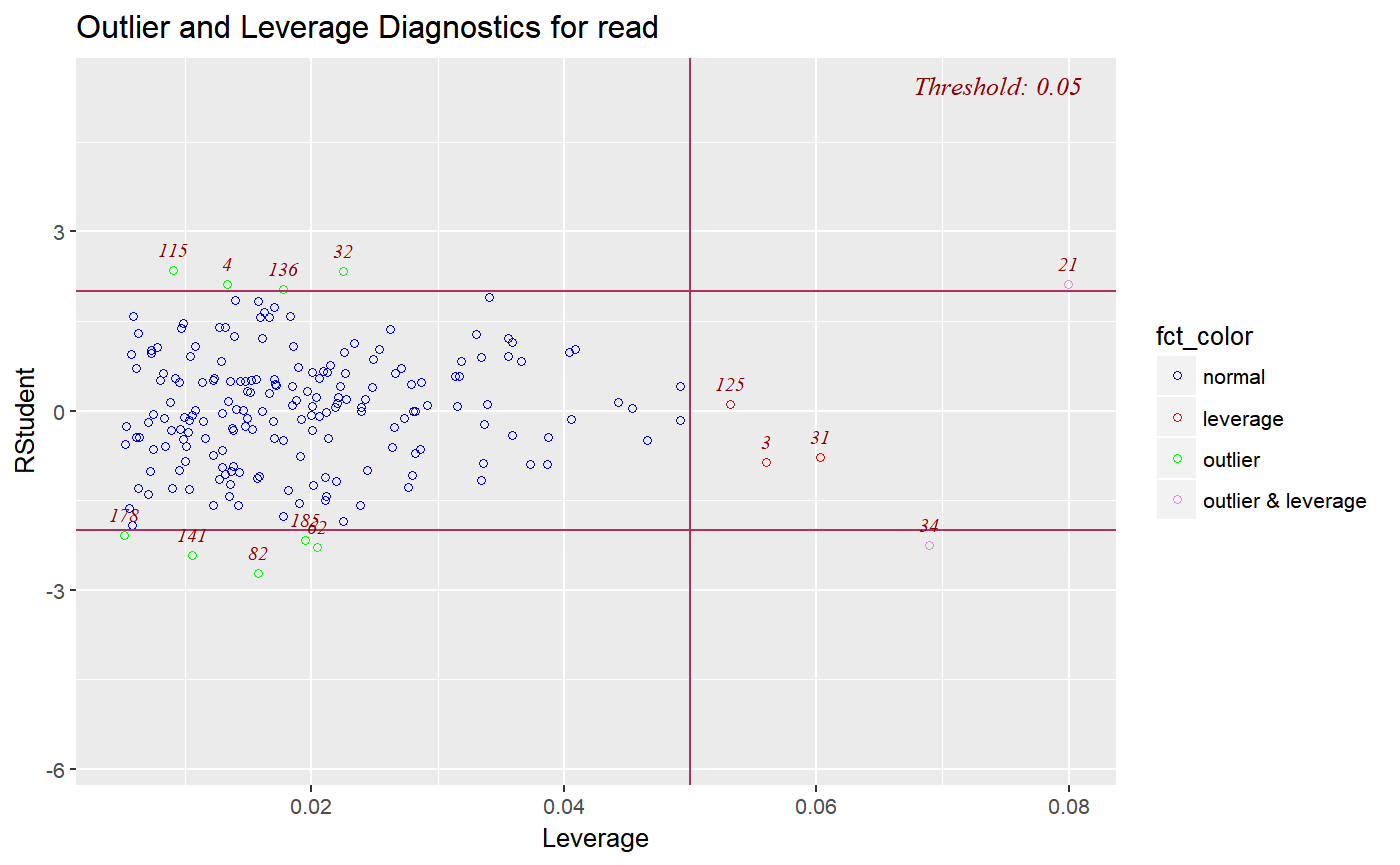 Outlier and Leverage Diagnostics for read
Threshold: 0.05
115
4
136
32
21
3
0
-3
-6
RStudent
125
3
31
178
141
82
185
62
34
0.02
0.04
0.06
0.08
Leverage
fct_color
normal
leverage
outlier
outlier & leverage